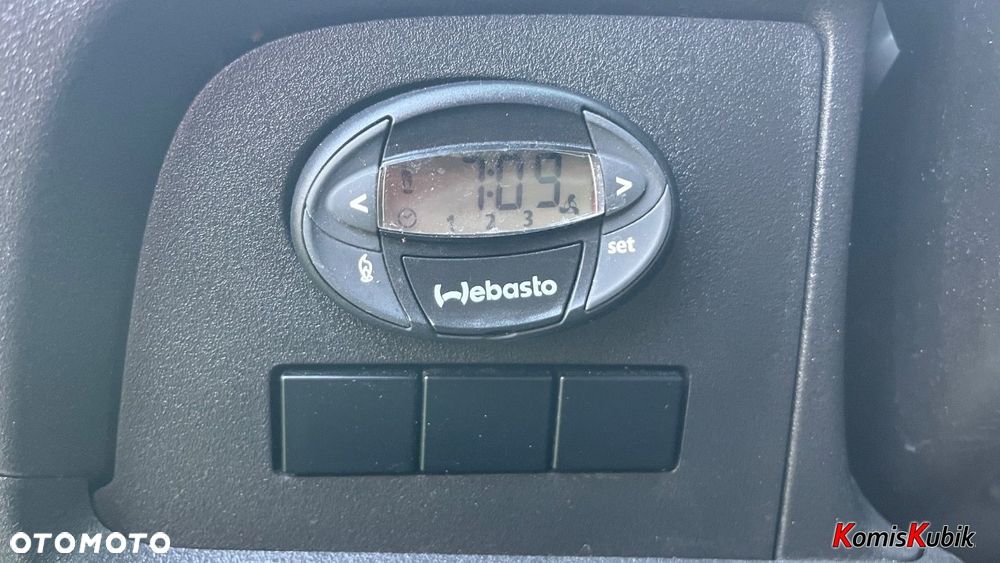 7:09
1 2 3
< >
set
Webasto
OTOMOTO
KomisKubik